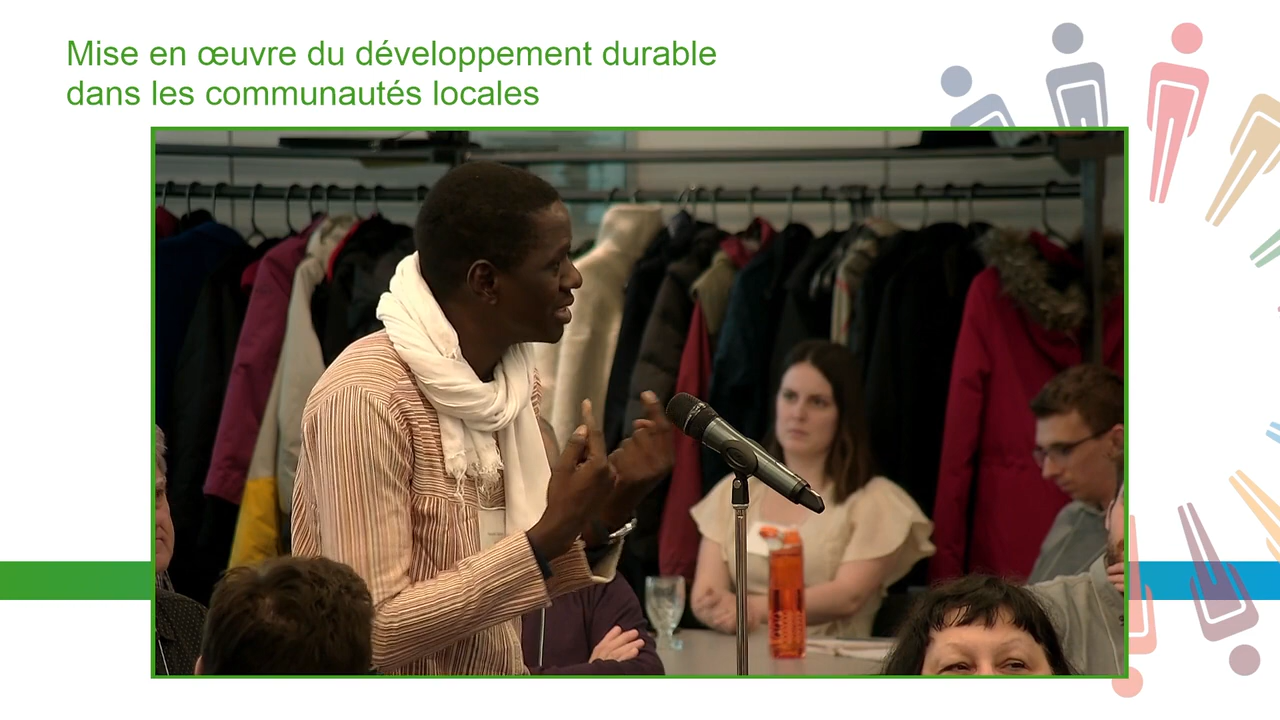 Mise en œuvre du développement durable
dans les communautés locales